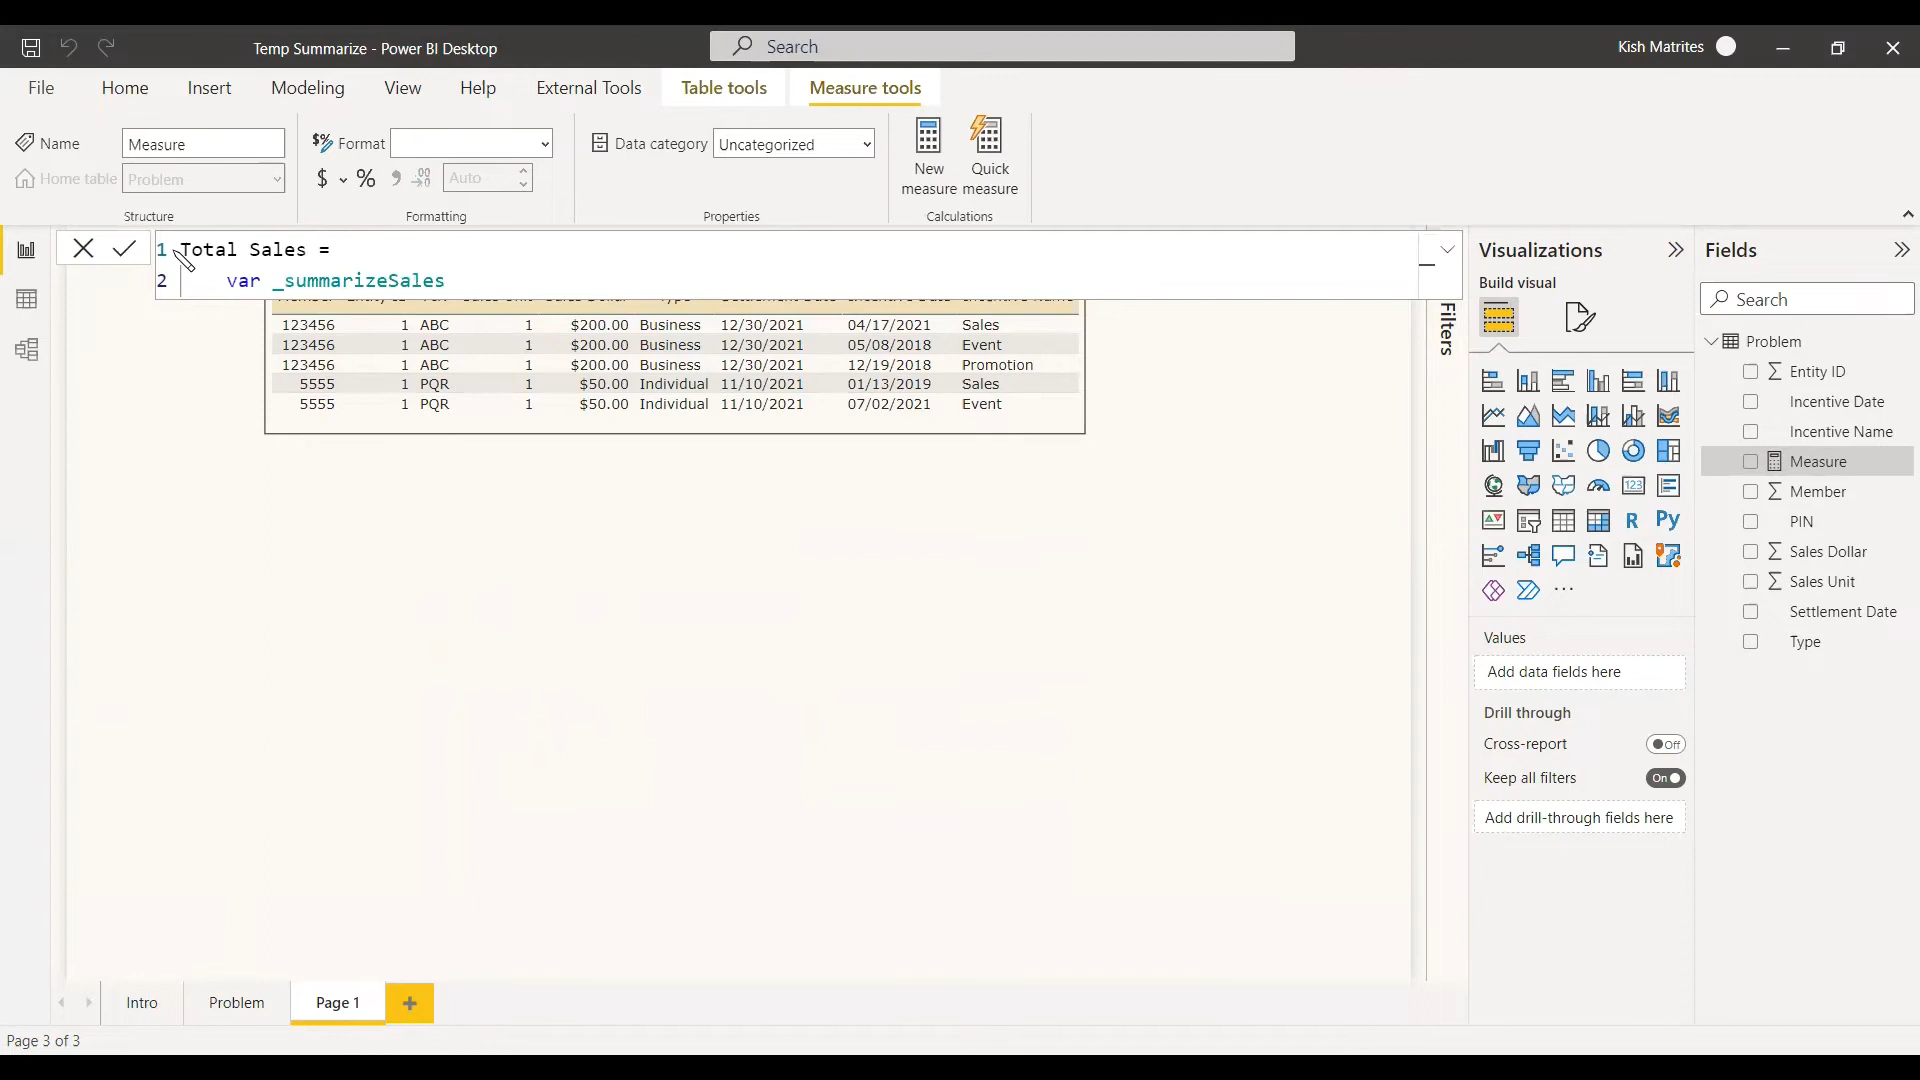 Temp Summarize - Power BI Desktop
Search
Kish Matrites
File Home Insert Modeling View Help External Tools Table tools Measure tools
Name Measure
Home table Problem
Structure
Format
$ % Auto
Formatting
Data category Uncategorized
Properties
New measure
Quick measure
Calculations
1 Total Sales =
2 var _summarizeSales
123456 1 ABC 1 $200.00 Business 12/30/2021 04/17/2021 Sales
123456 1 ABC 1 $200.00 Business 12/30/2021 05/08/2018 Event
123456 1 ABC 1 $200.00 Business 12/30/2021 12/19/2018 Promotion
5555 1 PQR 1 $50.00 Individual 11/10/2021 01/13/2019 Sales
5555 1 PQR 1 $50.00 Individual 11/10/2021 07/02/2021 Event
Filters
Visualizations
Build visual
123
R Py
Values
Add data fields here
Drill through
Cross-report Off
Keep all filters On
Add drill-through fields here
Fields
Search
Problem
Entity ID
Incentive Date
Incentive Name
Measure
Member
PIN
Sales Dollar
Sales Unit
Settlement Date
Type
Intro Problem Page 1 +
Page 3 of 3